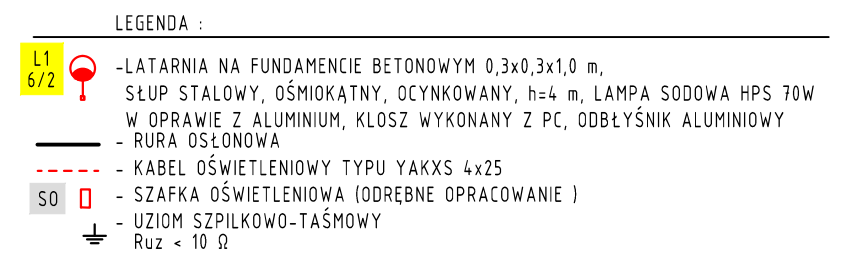 LEGENDA :
L1
6/2
-LATARNIA NA FUNDAMENCIE BETONOWYM 0,3x0,3x1,0 m,
SŁUP STALOWY, OŚMIOKĄTNY, OCYNKOWANY, h=4 m, LAMPA SODOWA HPS 70W
W OPRAWIE Z ALUMINIUM, KLOSZ WYKONANY Z PC, ODBŁYŚNIK ALUMINIOWY
- RURA OSŁONOWA
- KABEL OŚWIETLENIOWY TYPU YAKXS 4x25
SO
- SZAFKA OŚWIETLENIOWA (ODRĘBNE OPRACOWANIE )
- UZIOM SZPILKOWO-TAŚMOWY
Ruz < 10 Ω